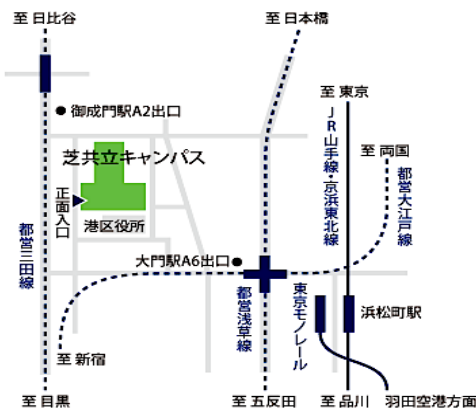 至 日比谷
至 日本橋
御成門駅A2出口
至 東京
芝共立キャンパス
JR山手線・京浜東北線
至 両国
正面入口
都営大江戸線
港区役所
都営三田線
大門駅A6出口
都営浅草線
東京モノレール
浜松町駅
至 新宿
至 目黒
至 五反田
至 品川
羽田空港方面